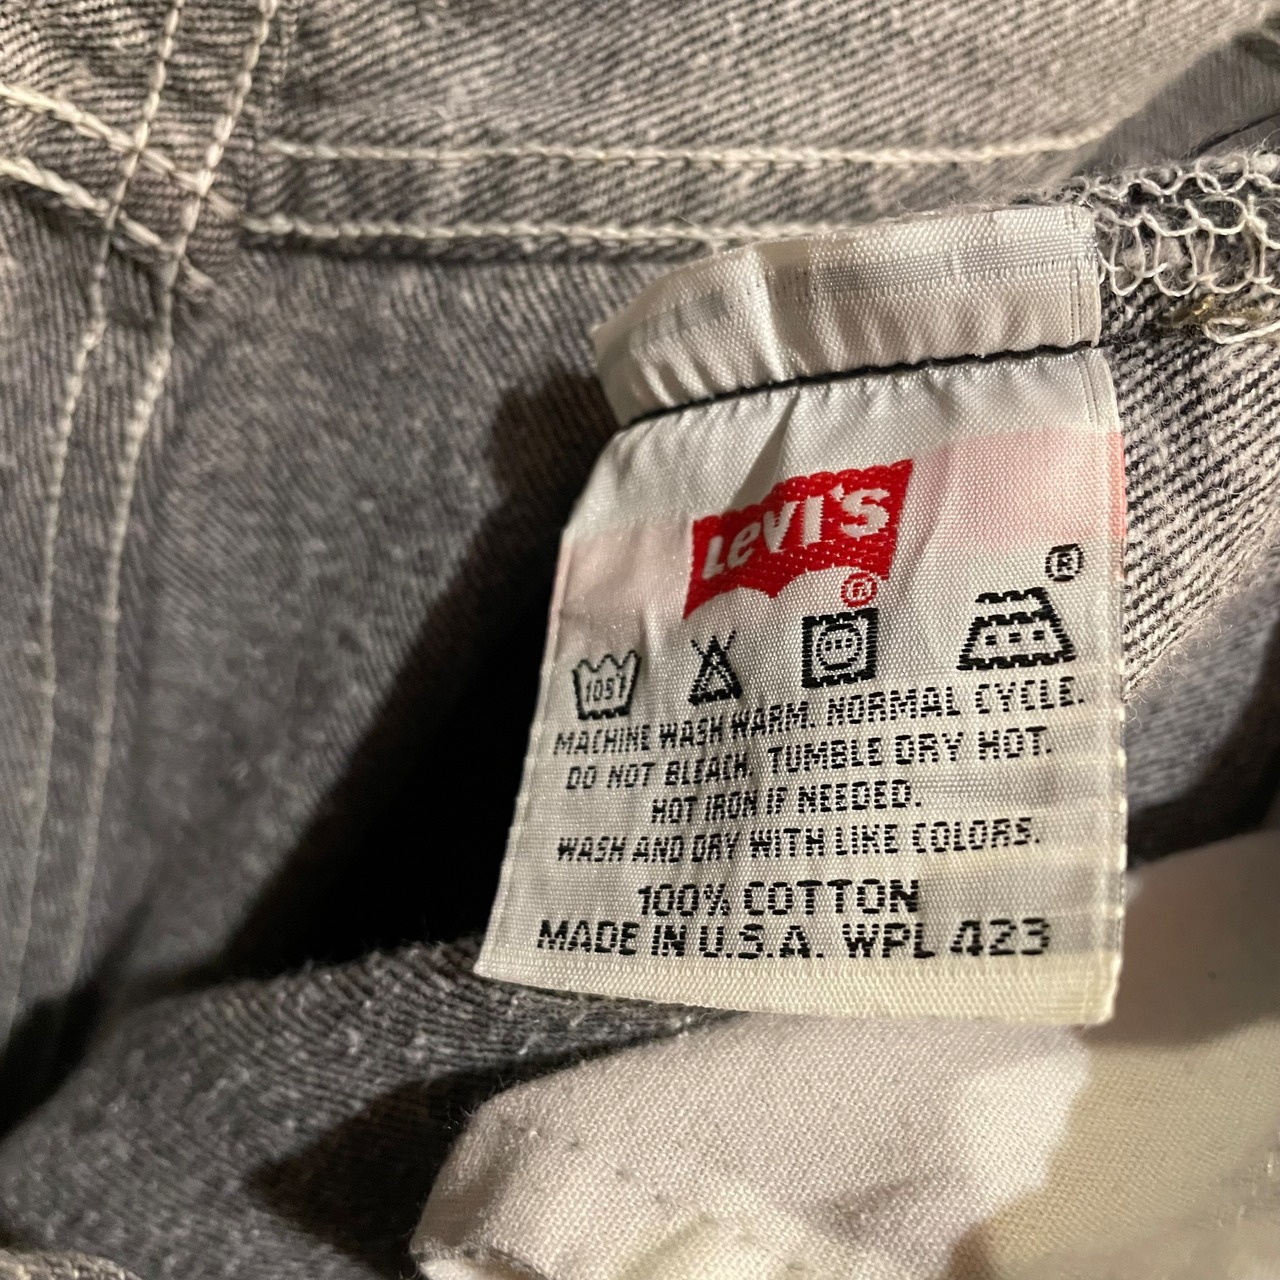 LEVI'S
®
®
105°
MACHINE WASH WARM. NORMAL CYCLE.
DO NOT BLEACH. TUMBLE DRY HOT.
HOT IRON IF NEEDED.
WASH AND DRY WITH LIKE COLORS.
100% COTTON
MADE IN U.S.A. WPL 423